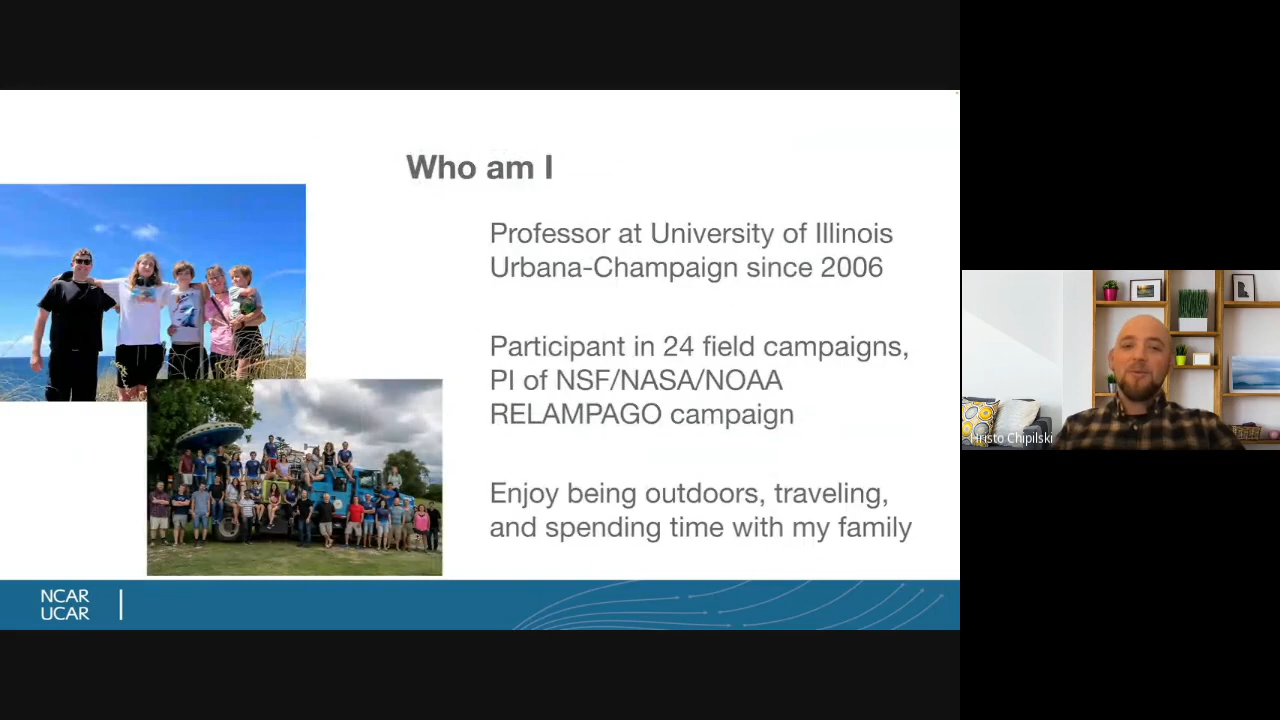 Who am I
Professor at University of Illinois
Urbana-Champaign since 2006
Participant in 24 field campaigns,
PI of NSF/NASA/NOAA
RELAMPAGO campaign
Enjoy being outdoors, traveling,
and spending time with my family
NCAR
UCAR
Hristo Chipilski